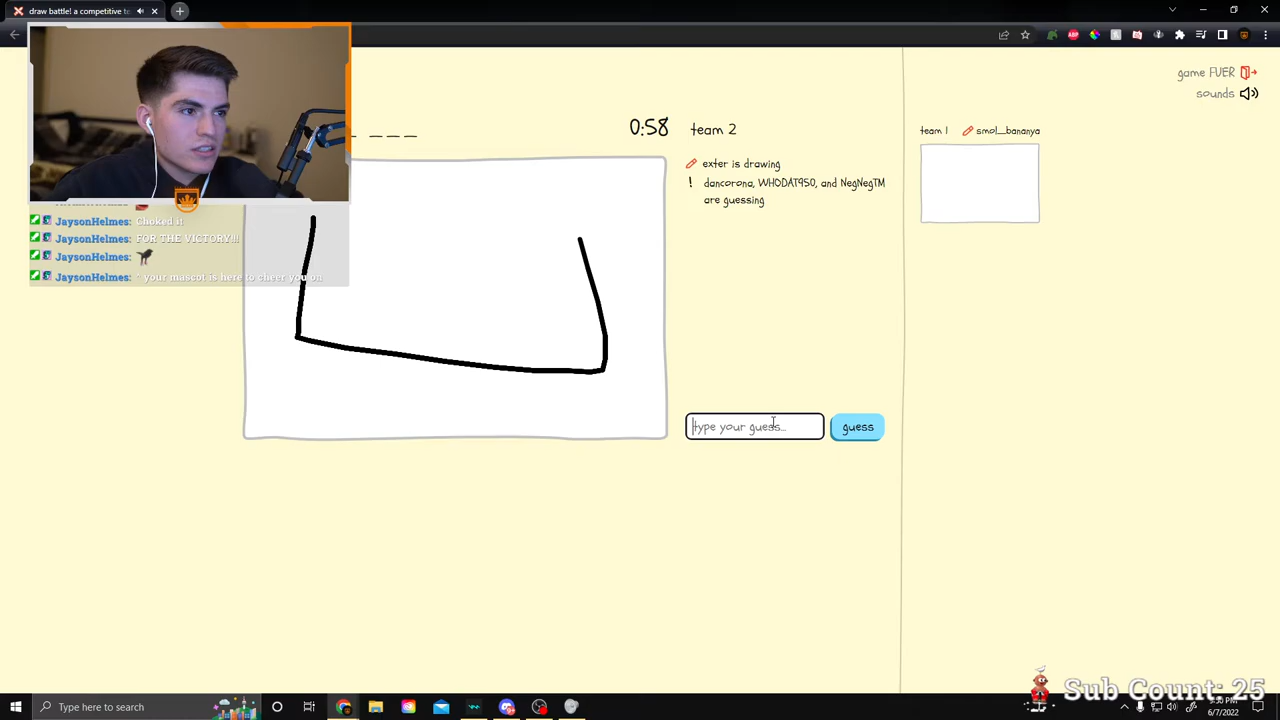 draw battle! a competitive te
game FUER
sounds
0:58
team 2
exter is drawing
dancorona, WHODAT950, and NegNegTM
are guessing
team 1 smol__bananya
JaysonHelmes: Choked it
JaysonHelmes: FOR THE VICTORY!!!
JaysonHelmes:
JaysonHelmes: ^ your mascot is here to cheer you on
type your guess...
guess
Sub Count: 25
Type here to search
6/7/2022